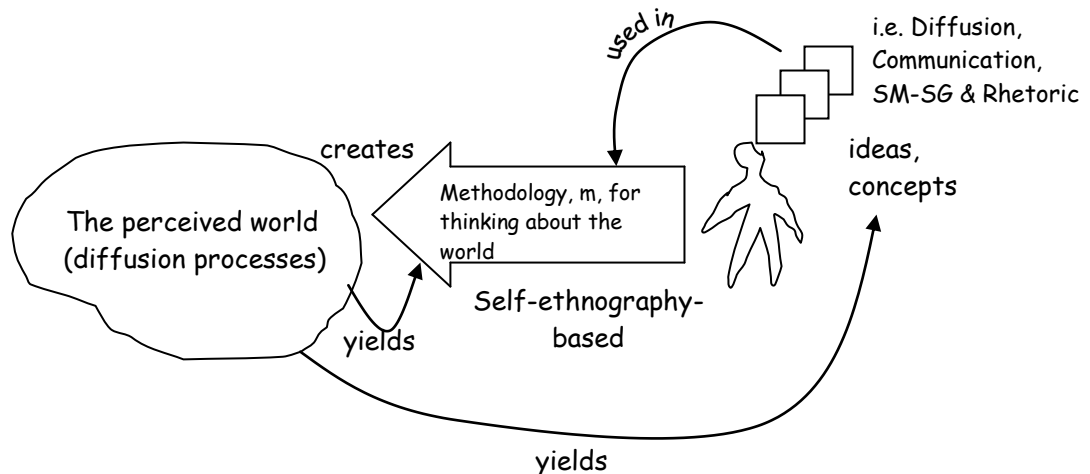 used in
i.e. Diffusion,
Communication,
SM-SG & Rhetoric
creates
ideas,
concepts
Methodology, m, for
thinking about the
world
The perceived world
(diffusion processes)
Self-ethnography-
based
yields
yields